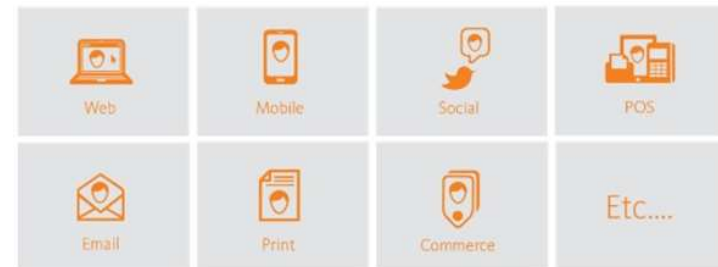 Web
Mobile
Social
POS
Email
Print
Commerce
Etc....